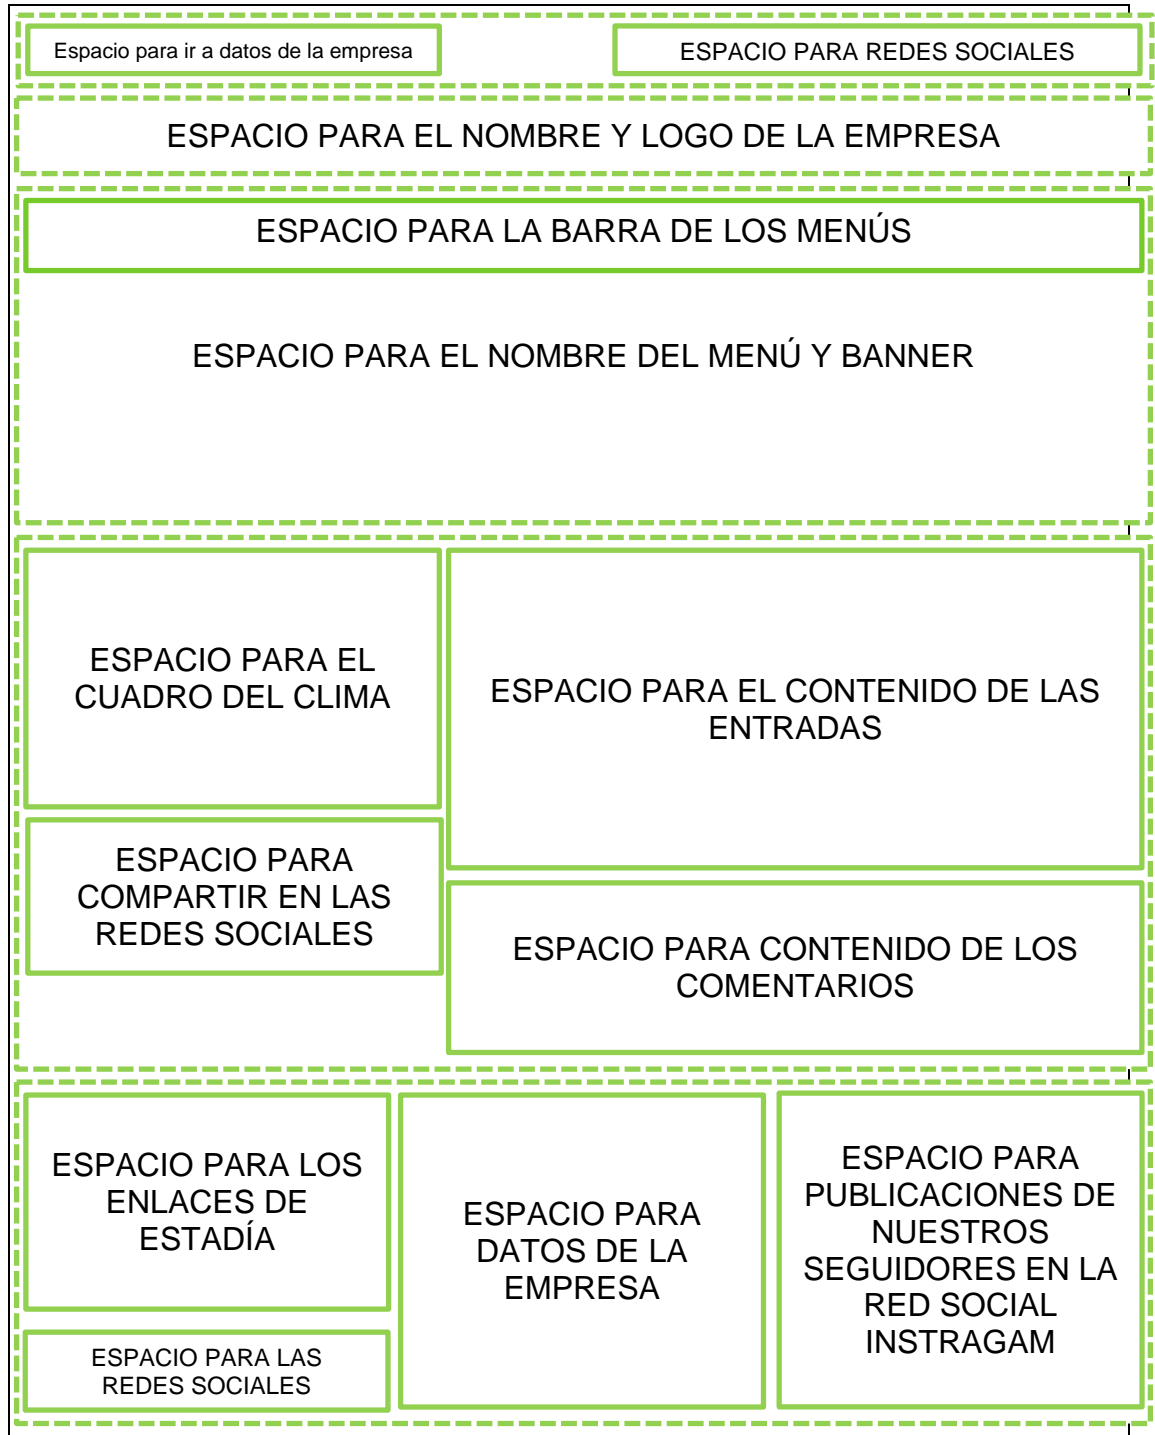 Espacio para ir a datos de la empresa
ESPACIO PARA REDES SOCIALES
ESPACIO PARA EL NOMBRE Y LOGO DE LA EMPRESA
ESPACIO PARA LA BARRA DE LOS MENÚS
ESPACIO PARA EL NOMBRE DEL MENÚ Y BANNER
ESPACIO PARA EL
CUADRO DEL CLIMA
ESPACIO PARA EL CONTENIDO DE LAS
ENTRADAS
ESPACIO PARA
COMPARTIR EN LAS
REDES SOCIALES
ESPACIO PARA CONTENIDO DE LOS
COMENTARIOS
ESPACIO PARA LOS
ENLACES DE
ESTADÍA
ESPACIO PARA LAS
REDES SOCIALES
ESPACIO PARA
DATOS DE LA
EMPRESA
ESPACIO PARA
PUBLICACIONES DE
NUESTROS
SEGUIDORES EN LA
RED SOCIAL
INSTRAGAM